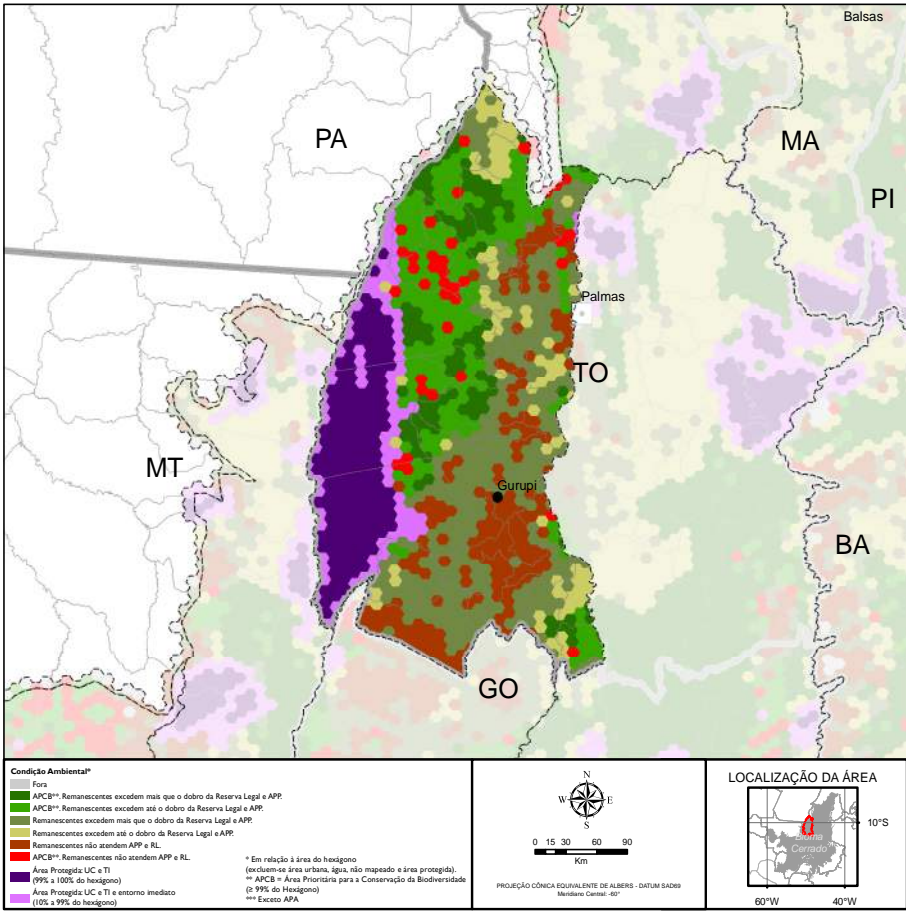 Balsas
PA
MA
PI
Palmas
TO
MT
Gurupi
BA
GO
Condição Ambiental*
Fora
APCB**. Remanescentes excedem mais que o dobro da Reserva Legal e APP.
APCB**. Remanescentes excedem até o dobro da Reserva Legal e APP.
Remanescentes excedem mais que o dobro da Reserva Legal e APP.
Remanescentes excedem até o dobro da Reserva Legal e APP.
Remanescentes não atendem APP e RL.
APCB**. Remanescentes não atendem APP e RL.
Área Protegida: UC e TI
(99% a 100% do hexágono)
Área Protegida: UC e TI e entorno imediato
(10% a 99% do hexágono)
* Em relação à área do hexágono
(excluem-se área urbana, água, não mapeado e área protegida).
** APCB = Área Prioritária para a Conservação da Biodiversidade
(≥ 99% do Hexágono)
*** Exceto APA
N
W E
S
0 15 30 60 90
Km
PROJEÇÃO CÔNICA EQUIVALENTE DE ALBERS - DATUM SAD69
Meridiano Central: -60°
LOCALIZAÇÃO DA ÁREA
10°S
Bioma
Cerrado
60°W 40°W